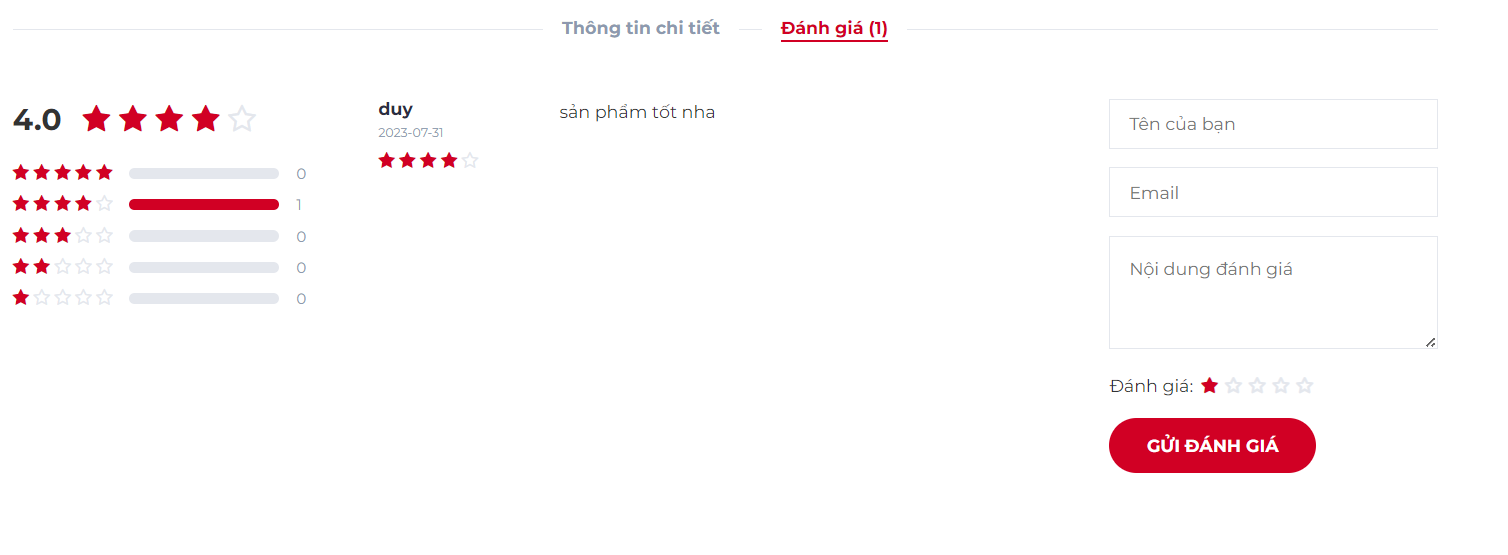 Thông tin chi tiết
Đánh giá (1)
4.0
0
1
0
0
0
duy
2023-07-31
sản phẩm tốt nha
Tên của bạn
Email
Nội dung đánh giá
Đánh giá:
GỬI ĐÁNH GIÁ